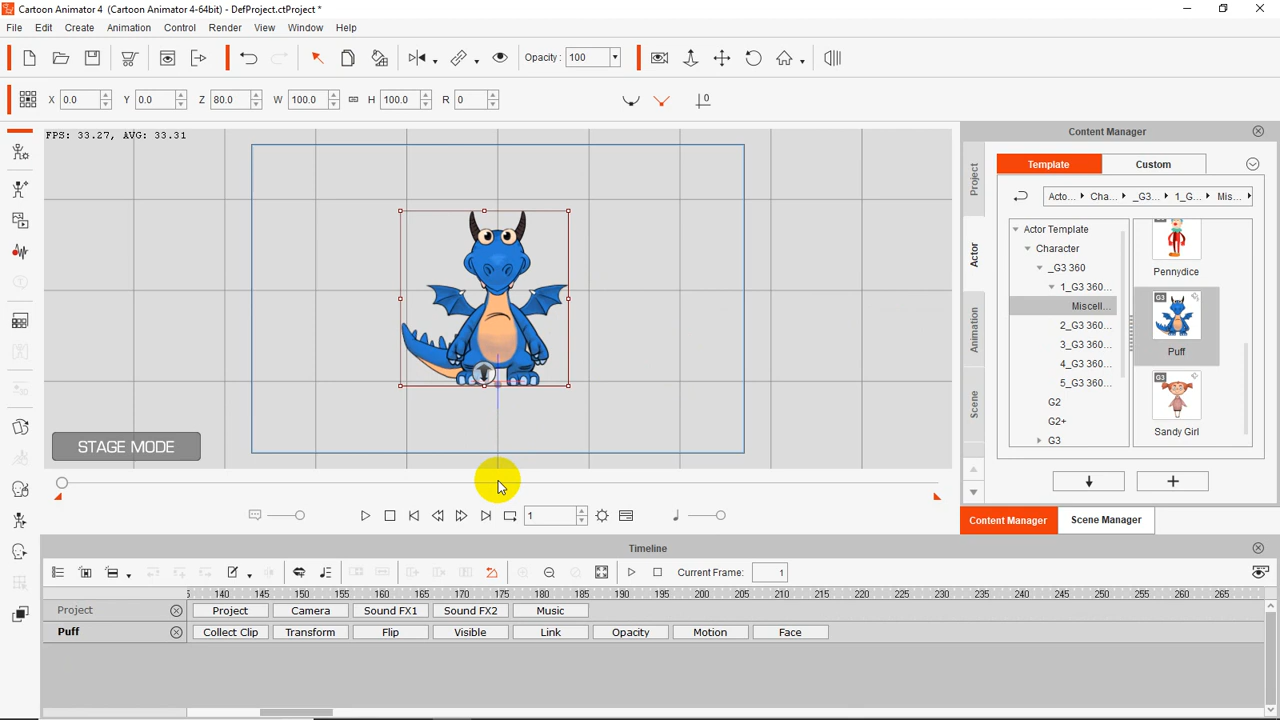 Cartoon Animator 4 (Cartoon Animator 4-64bit) - DefProject.ctProject *
File Edit Create Animation Control Render View Window Help
Opacity : 100
X 0.0 Y 0.0 Z 80.0 W 100.0 H 100.0 R 0
0
FPS: 33.27, AVG: 33.31
STAGE MODE
Content Manager
Template Custom
Acto... Cha... _G3... 1_G... Mis...
Project
Actor
Animation
Scene
Actor Template
Character
_G3 360
1_G3 360...
Miscell...
2_G3 360...
3_G3 360...
4_G3 360...
5_G3 360...
G2
G2+
G3
Pennydice
G3
Puff
G3
Sandy Girl
Content Manager Scene Manager
1
Timeline
Current Frame: 1
140 145 150 155 160 165 170 175 180 185 190 195 200 205 210 215 220 225 230 235 240 245 250 255 260 265
Project Project Camera Sound FX1 Sound FX2 Music
Puff Collect Clip Transform Flip Visible Link Opacity Motion Face